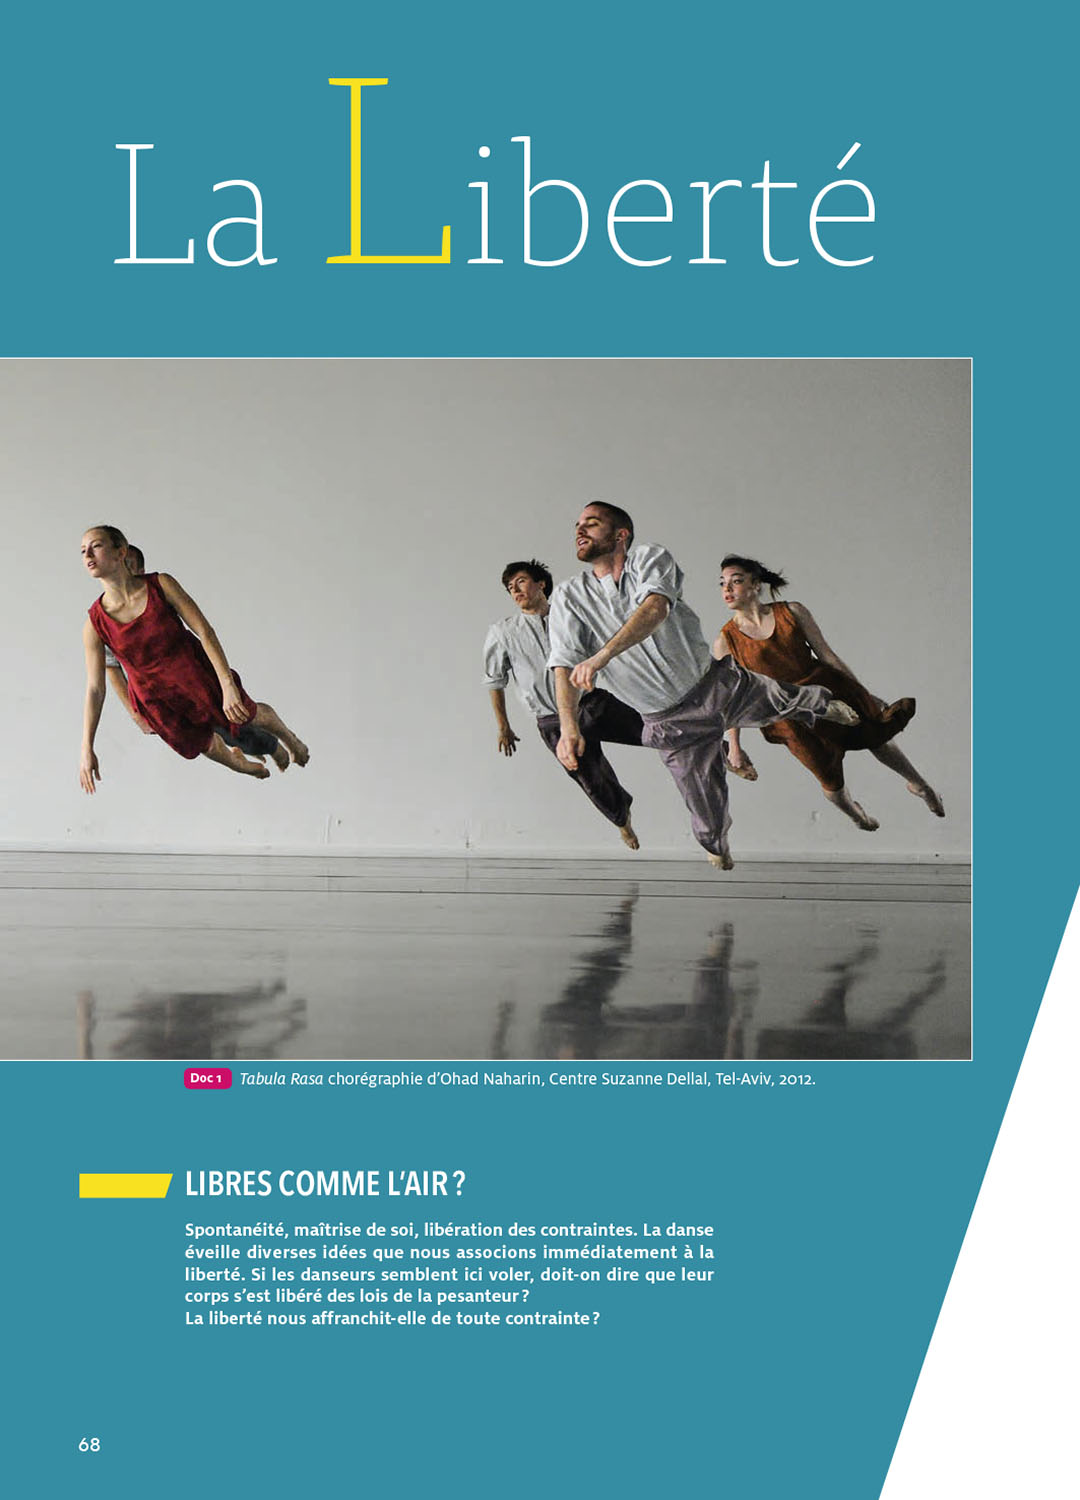 La Liberté
Doc 1 Tabula Rasa chorégraphie d’Ohad Naharin, Centre Suzanne Dellal, Tel-Aviv, 2012.
LIBRES COMME L’AIR ?
Spontanéité, maîtrise de soi, libération des contraintes. La danse
éveille diverses idées que nous associons immédiatement à la
liberté. Si les danseurs semblent ici voler, doit-on dire que leur
corps s’est libéré des lois de la pesanteur ?
La liberté nous affranchit-elle de toute contrainte ?
68